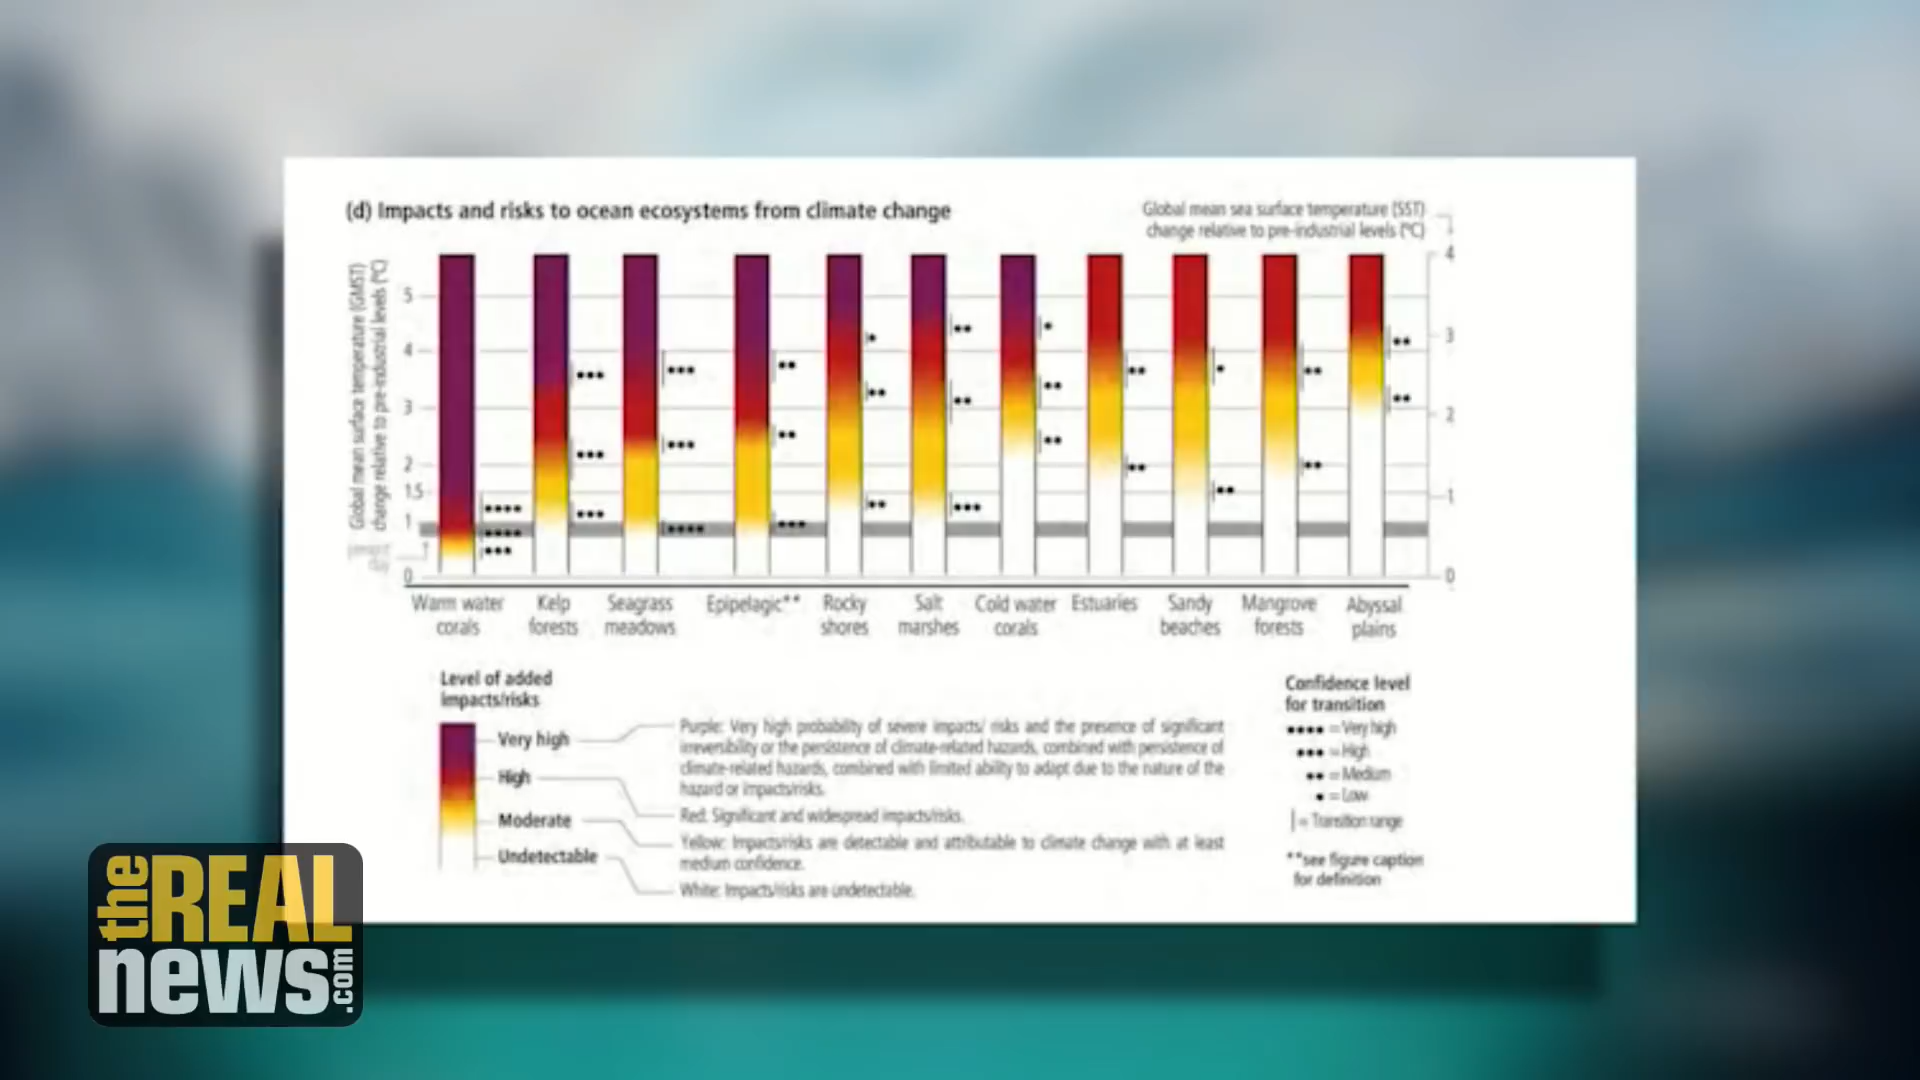 (d) Impacts and risks to ocean ecosystems from climate change
Global mean sea surface temperature (SST)
change relative to pre-industrial levels (°C)
Global mean surface temperature (GMST)
change relative to pre-industrial levels (°C)
5
4
3
2
1.5
1
0
4
3
2
1
0
Warm water
corals
Kelp
forests
Seagrass
meadows
Epipelagic**
Rocky
shores
Salt
marshes
Cold water
corals
Estuaries
Sandy
beaches
Mangrove
forests
Abyssal
plains
Level of added
impacts/risks
Very high
High
Moderate
Undetectable
Purple: Very high probability of severe impacts/ risks and the presence of significant
irreversibility or the persistence of climate-related hazards, combined with persistence of
climate-related hazards, combined with limited ability to adapt due to the nature of the
hazard or impacts/risks.
Red: Significant and widespread impacts/risks.
Yellow: Impacts/risks are detectable and attributable to climate change with at least
medium confidence.
White: Impacts/risks are undetectable.
Confidence level
for transition
•••• = Very high
••• = High
•• = Medium
• = Low
| = Transition range
**see figure caption
for definition
the REAL
news.com